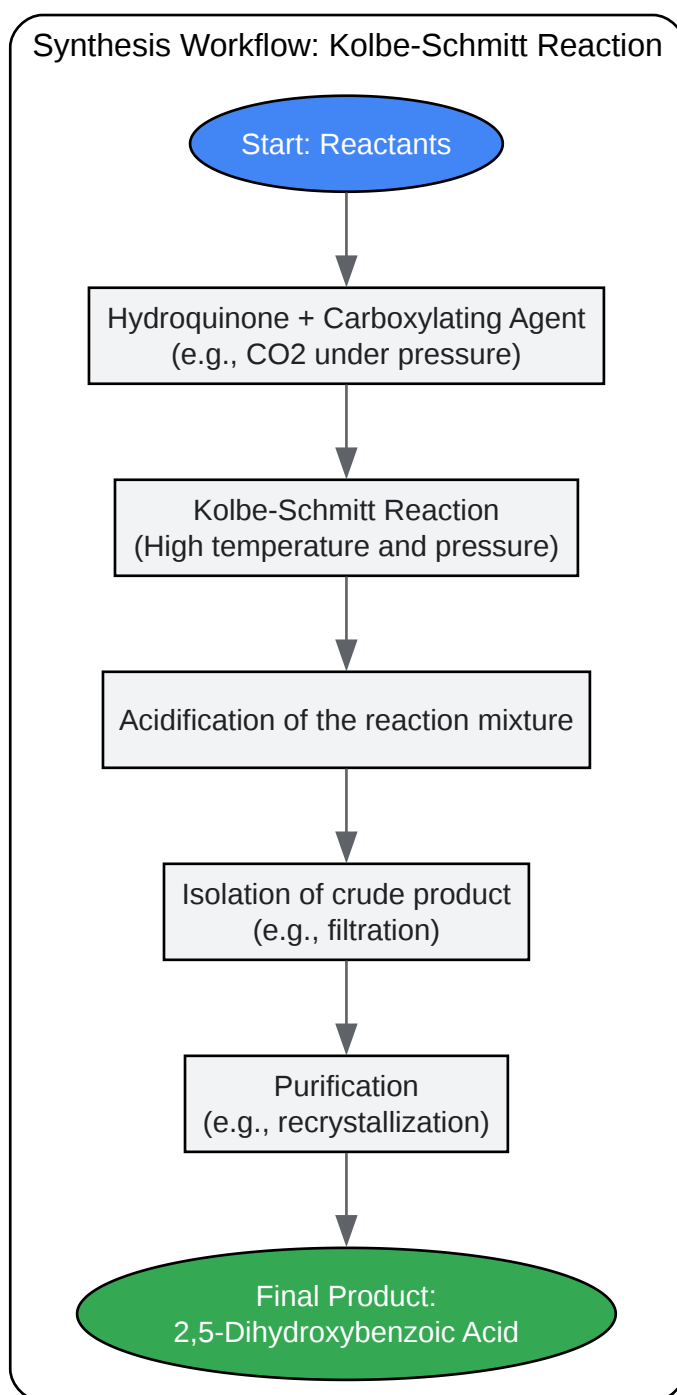 Synthesis Workflow: Kolbe-Schmitt Reaction
Start: Reactants
Hydroquinone + Carboxylating Agent
(e.g., CO2 under pressure)
Kolbe-Schmitt Reaction
(High temperature and pressure)
Acidification of the reaction mixture
Isolation of crude product
(e.g., filtration)
Purification
(e.g., recrystallization)
Final Product:
2,5-Dihydroxybenzoic Acid